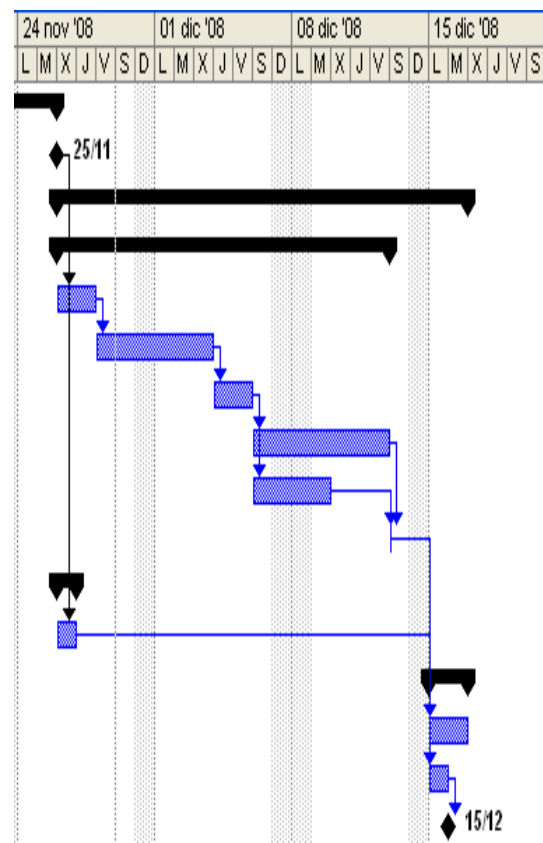 24 nov '08 01 dic '08 08 dic '08 15 dic '08
L M X J V S D L M X J V S D L M X J V S D L M X J V S
25/11
15/12